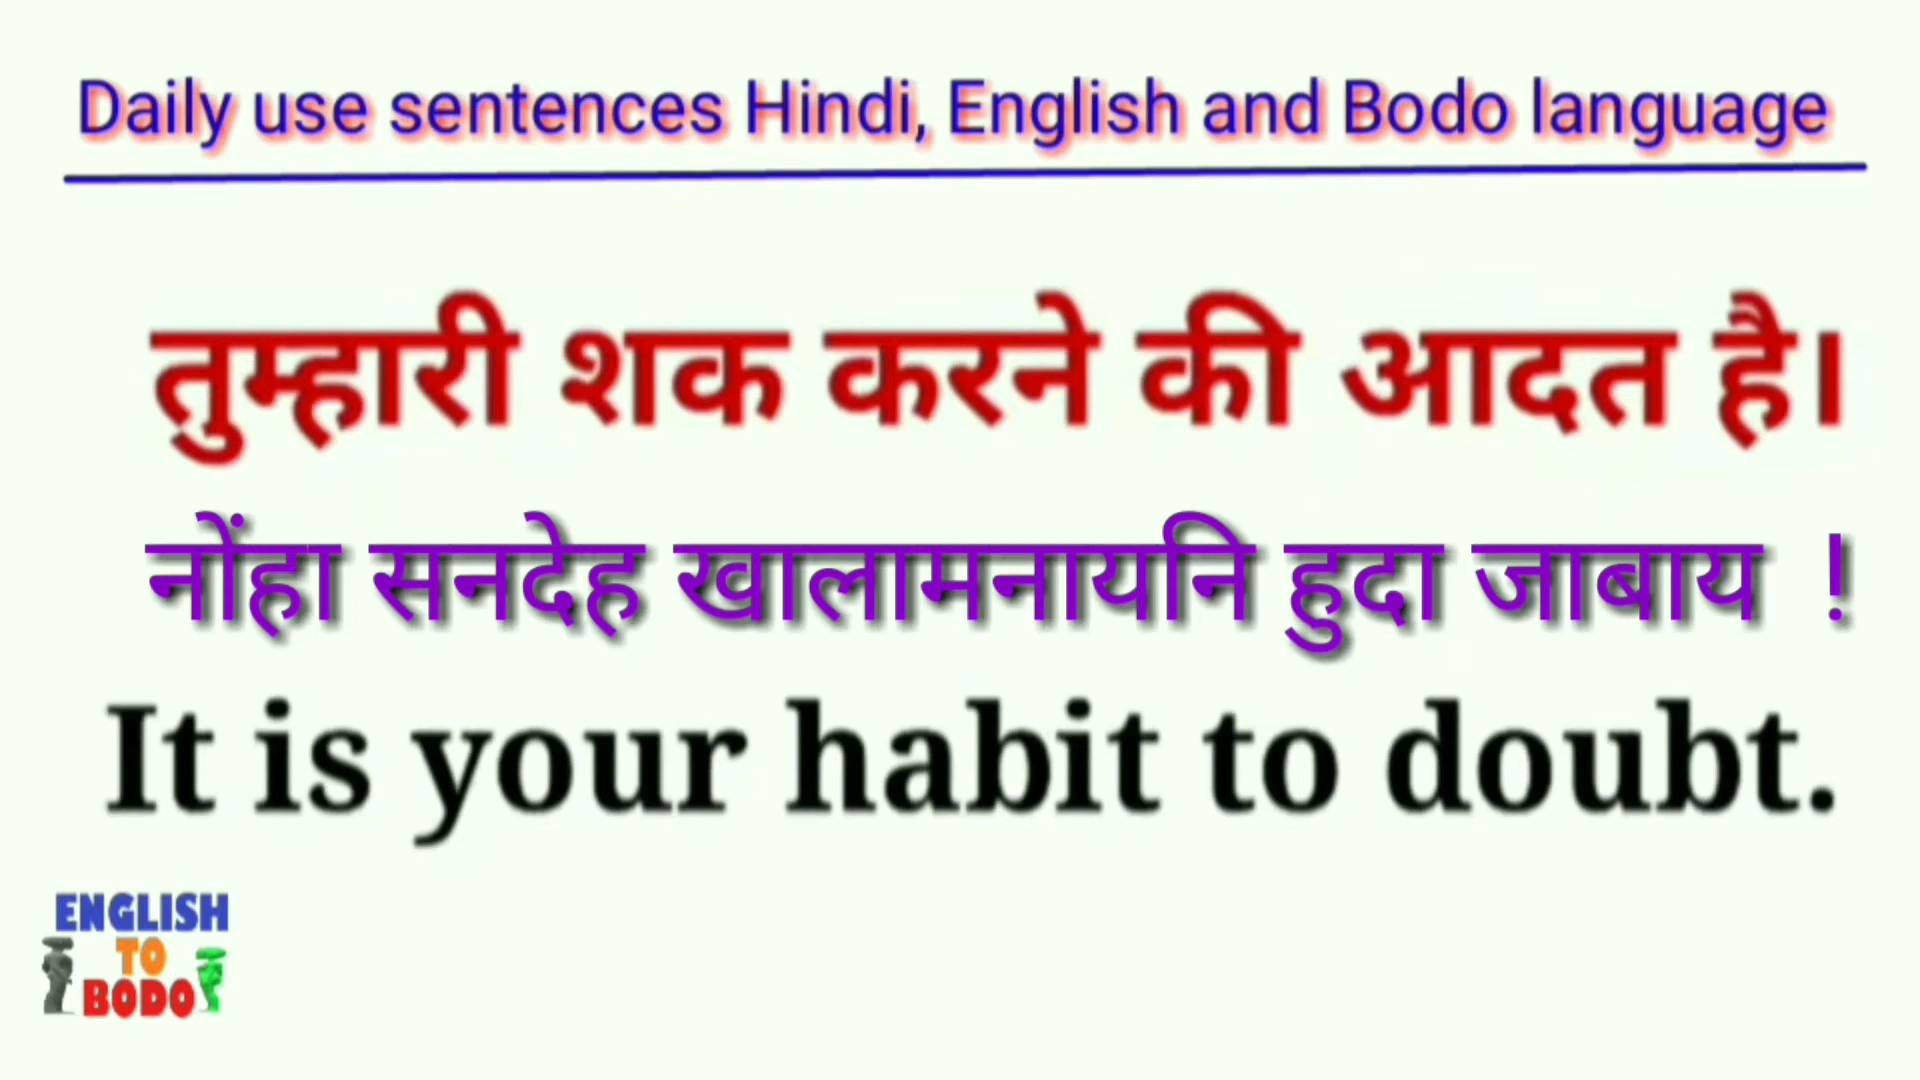 Daily use sentences Hindi, English and Bodo language
तुम्हारी शक करने की आदत है।
नोंहा सनदेह खालामनायनि हुदा जाबाय !
It is your habit to doubt.
ENGLISH
TO
BODO